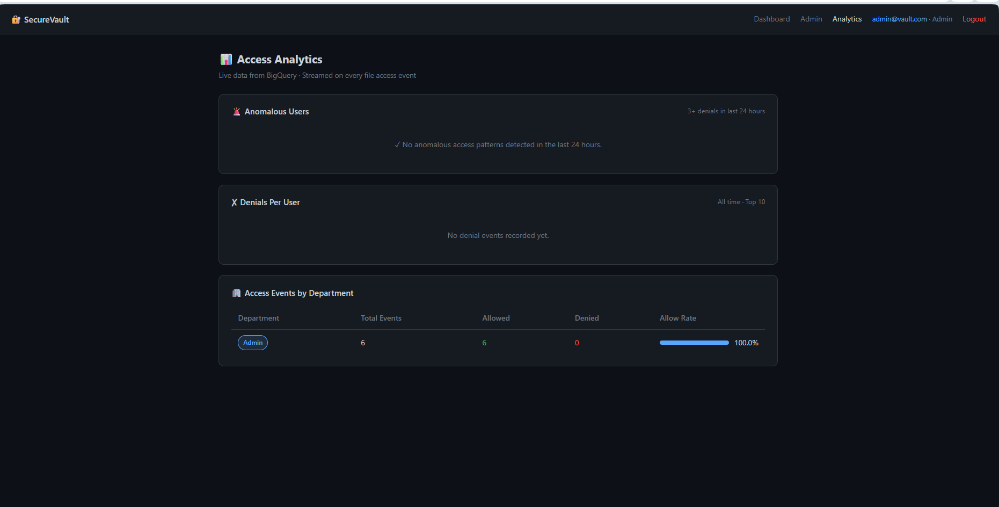 SecureVault
Dashboard Admin Analytics admin@vault.com · Admin Logout
Access Analytics
Live data from BigQuery · Streamed on every file access event
Anomalous Users
3+ denials in last 24 hours
✓ No anomalous access patterns detected in the last 24 hours.
✗ Denials Per User
All time · Top 10
No denial events recorded yet.
Access Events by Department
Department Total Events Allowed Denied Allow Rate
Admin 6 6 0 100.0%